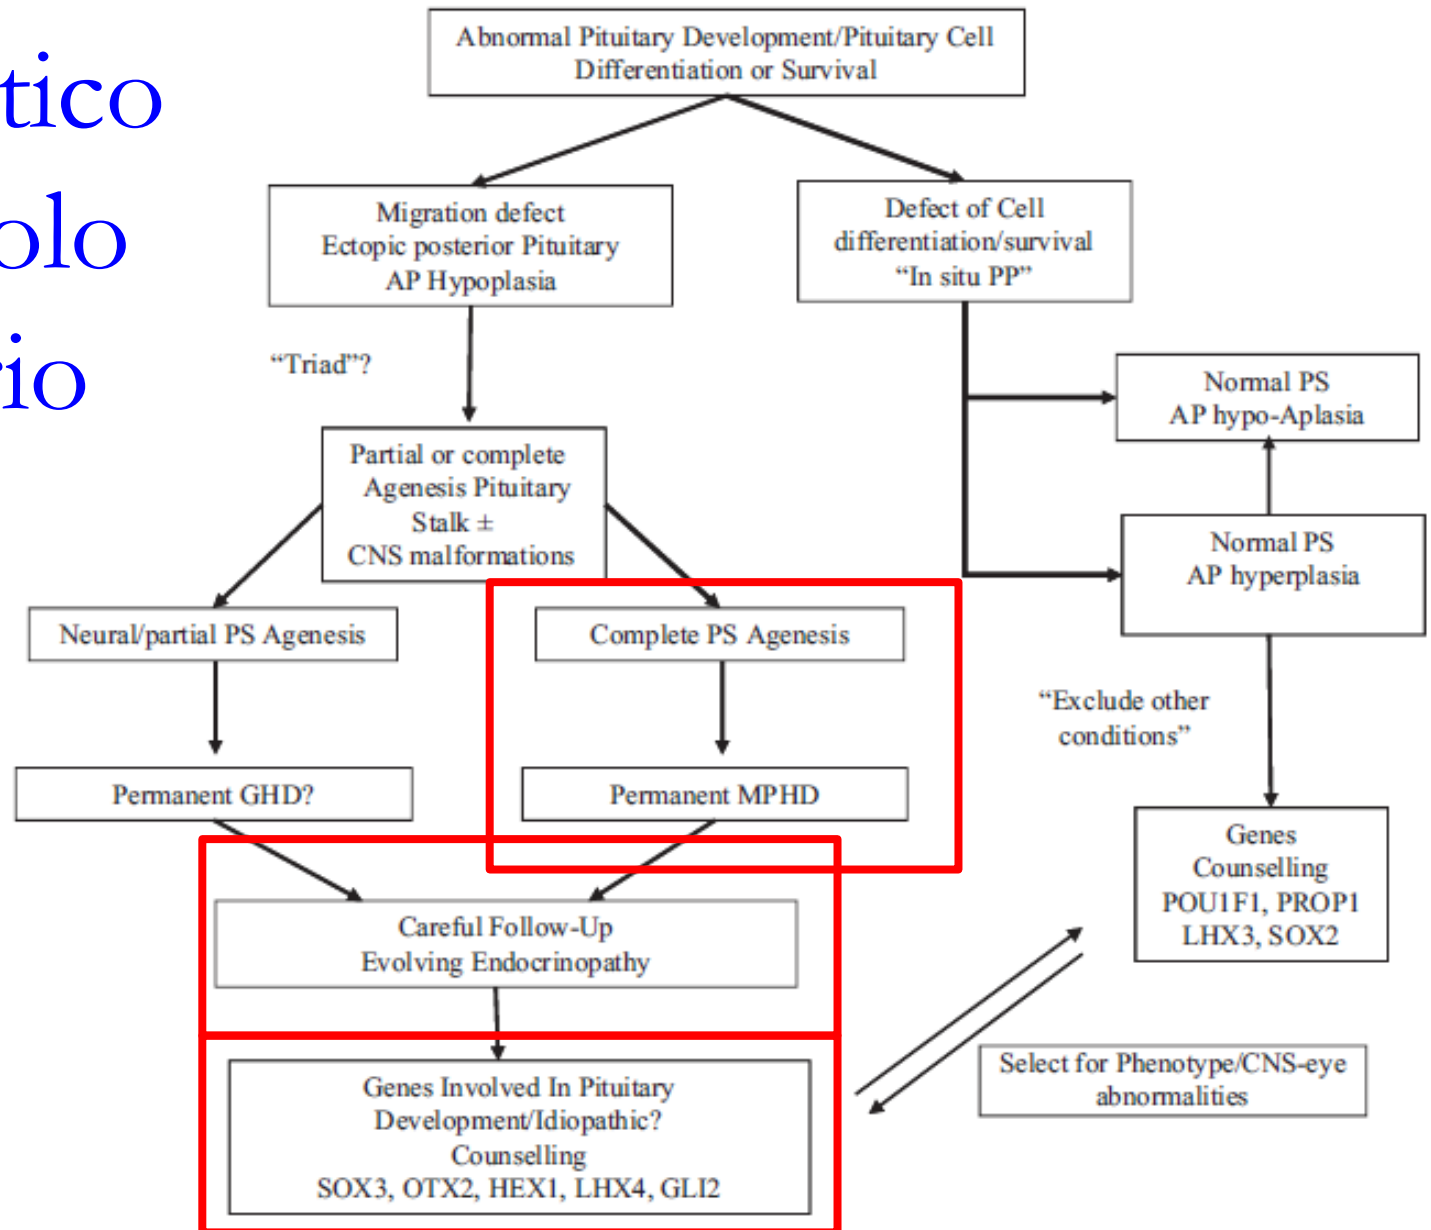 tico
olo
rio
Abnormal Pituitary Development/Pituitary Cell
Differentiation or Survival
Migration defect
Ectopic posterior Pituitary
AP Hypoplasia
Defect of Cell
differentiation/survival
“In situ PP”
“Triad”?
Normal PS
AP hypo-Aplasia
Partial or complete
Agenesis Pituitary
Stalk ±
CNS malformations
Normal PS
AP hyperplasia
Neural/partial PS Agenesis
Complete PS Agenesis
“Exclude other
conditions”
Permanent GHD?
Permanent MPHD
Genes
Counselling
POU1F1, PROP1
LHX3, SOX2
Careful Follow-Up
Evolving Endocrinopathy
Select for Phenotype/CNS-eye
abnormalities
Genes Involved In Pituitary
Development/Idiopathic?
Counselling
SOX3, OTX2, HEX1, LHX4, GLI2